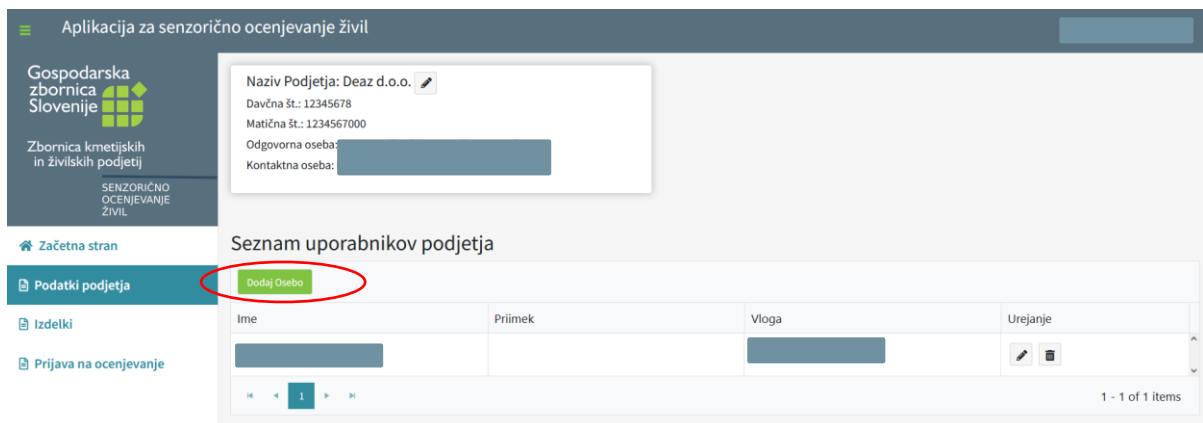 Aplikacija za senzorično ocenjevanje živil
Gospodarska
zbornica
Slovenije
Zbornica kmetijskih
in živilskih podjetij
SENZORIČNO
OCENJEVANJE
ŽIVIL
Začetna stran
Podatki podjetja
Izdelki
Prijava na ocenjevanje
Naziv Podjetja: Deaz d.o.o.
Davčna št.: 12345678
Matična št.: 1234567000
Odgovorna oseba:
Kontaktna oseba:
Seznam uporabnikov podjetja
Dodaj Osebo
Ime Priimek Vloga Urejanje
1
1 - 1 of 1 items